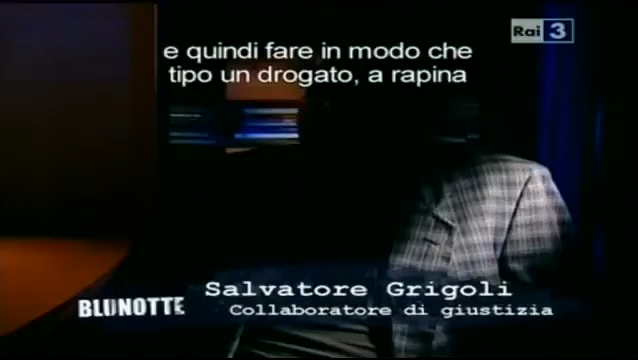 e quindi fare in modo che
tipo un drogato, a rapina
Rai 3
Salvatore Grigoli
BLUNOTTE
Collaboratore di giustizia